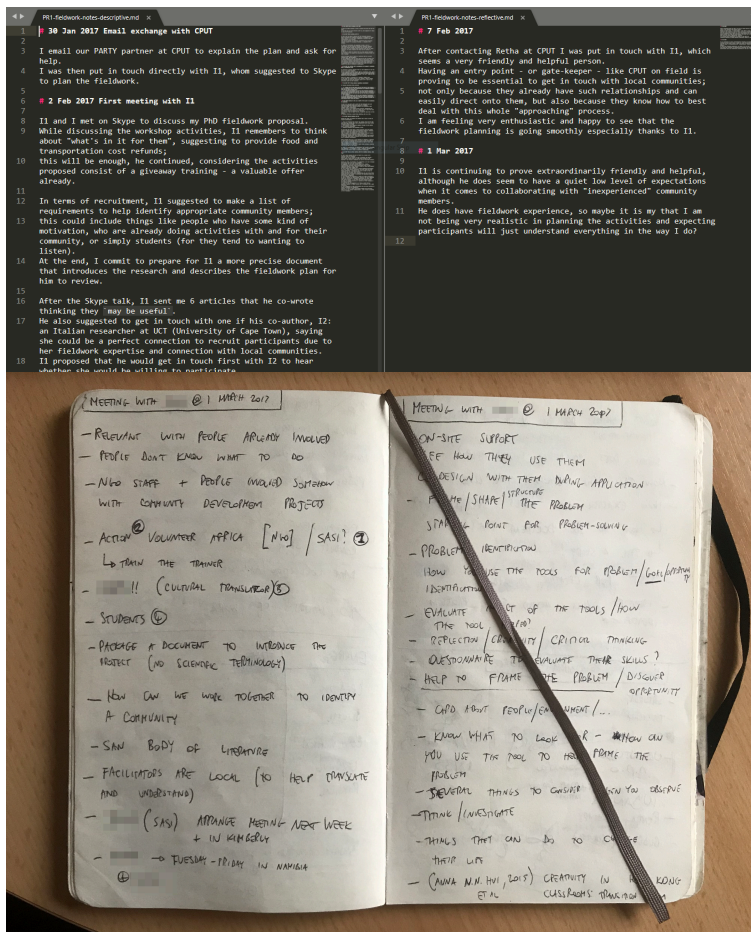 PR1-fieldwork-notes-descriptive.md ×
1 # 30 Jan 2017 Email exchange with CPUT
2
3 I email our PARTY partner at CPUT to explain the plan and ask for
help.
4 I was then put in touch directly with I1, whom suggested to Skype
to plan the fieldwork.
5
6 # 2 Feb 2017 First meeting with I1
7
8 I1 and I met on Skype to discuss my PhD fieldwork proposal.
9 While discussing the workshop activities, I1 remembers to think
about "what's in it for them", suggesting to provide food and
transportation cost refunds;
10 this will be enough, he continued, considering the activities
proposed consist of a giveaway training - a valuable offer
already.
11
12 In terms of recruitment, I1 suggested to make a list of
requirements to help identify appropriate community members;
13 this could include things like people who have some kind of
motivation, who are already doing activities with and for their
community, or simply students (for they tend to wanting to
listen).
14 At the end, I commit to prepare for I1 a more precise document
that introduces the research and describes the fieldwork plan for
him to review.
15
16 After the Skype talk, I1 sent me 6 articles that he co-wrote
thinking they `may be useful`.
17 He also suggested to get in touch with one if his co-author, I2:
an Italian researcher at UCT (University of Cape Town), saying
she could be a perfect connection to recruit participants due to
her fieldwork expertise and connection with local communities.
18 I1 proposed that he would get in touch first with I2 to hear
whether she would be willing to participate
PR1-fieldwork-notes-reflective.md ×
1 # 7 Feb 2017
2
3 After contacting Retha at CPUT I was put in touch with I1, which
seems a very friendly and helpful person.
4 Having an entry point - or gate-keeper - like CPUT on field is
proving to be essential to get in touch with local communities;
5 not only because they already have such relationships and can
easily direct onto them, but also because they know how to best
deal with this whole "approaching" process.
6 I am feeling very enthusiastic and happy to see that the
fieldwork planning is going smoothly especially thanks to I1.
7
8 # 1 Mar 2017
9
10 I1 is continuing to prove extraordinarily friendly and helpful,
although he does seem to have a quiet low level of expectations
when it comes to collaborating with "inexperienced" community
members.
11 He does have fieldwork experience, so maybe it is my that I am
not being very realistic in planning the activities and expecting
participants will just understand everything in the way I do?
12
MEETING WITH @ 1 MARCH 2017
– RELEVANT WITH PEOPLE ALREADY INVOLVED
– PEOPLE DON'T KNOW WHAT TO DO
– NGO STAFF + PEOPLE INVOLVED SOMEHOW
WITH COMMUNITY DEVELOPMENT PROJECTS
– ACTION VOLUNTEER AFRICA [NGO] / SASI? ①
②
↳ TRAIN THE TRAINER
– !! (CULTURAL TRANSLATOR) ③
– STUDENTS ④
– PACKAGE A DOCUMENT TO INTRODUCE THE
PROJECT (NO SCIENTIFIC TERMINOLOGY)
– HOW CAN WE WORK TOGETHER TO IDENTIFY
A COMMUNITY
– SAN BODY OF LITERATURE
– FACILITATORS ARE LOCAL (TO HELP TRANSLATE
AND UNDERSTAND)
– (SASI) ARRANGE MEETING NEXT WEEK
+ IN KIMBERLY
– → TUESDAY - FRIDAY IN NAMIBIA
MEETING WITH @ 1 MARCH 2017
ON-SITE SUPPORT
SEE HOW THEY USE THEM
DESIGN WITH THEM DURING APPLICATION
– FRAME / SHAPE / STRUCTURE THE PROBLEM
STARTING POINT FOR PROBLEM-SOLVING
– PROBLEM IDENTIFICATION
HOW YOU USE THE TOOLS FOR PROBLEM / GOALS / OPPORTUNITY
IDENTIFICATION
– EVALUATE OF THE TOOLS / HOW
THE TOOL
– REFLECTION / CREATIVITY / CRITICAL THINKING
– QUESTIONNAIRE TO EVALUATE THEIR SKILLS?
– HELP TO FRAME THE PROBLEM / DISCOVER
OPPORTUNITY
– CARD ABOUT PEOPLE / ENVIRONMENT / ...
– KNOW WHAT TO LOOK FOR – HOW CAN
YOU USE THE TOOL TO HELP FRAME THE
PROBLEM
– SEVERAL THINGS TO CONSIDER WHEN YOU OBSERVE
– THINK / INVESTIGATE
– THINGS THEY CAN DO TO CHANGE
THEIR LIFE
– (ANNA N.N. HUI, 2015) CREATIVITY IN HONG KONG
ET AL CLASSROOMS: TRANSITION